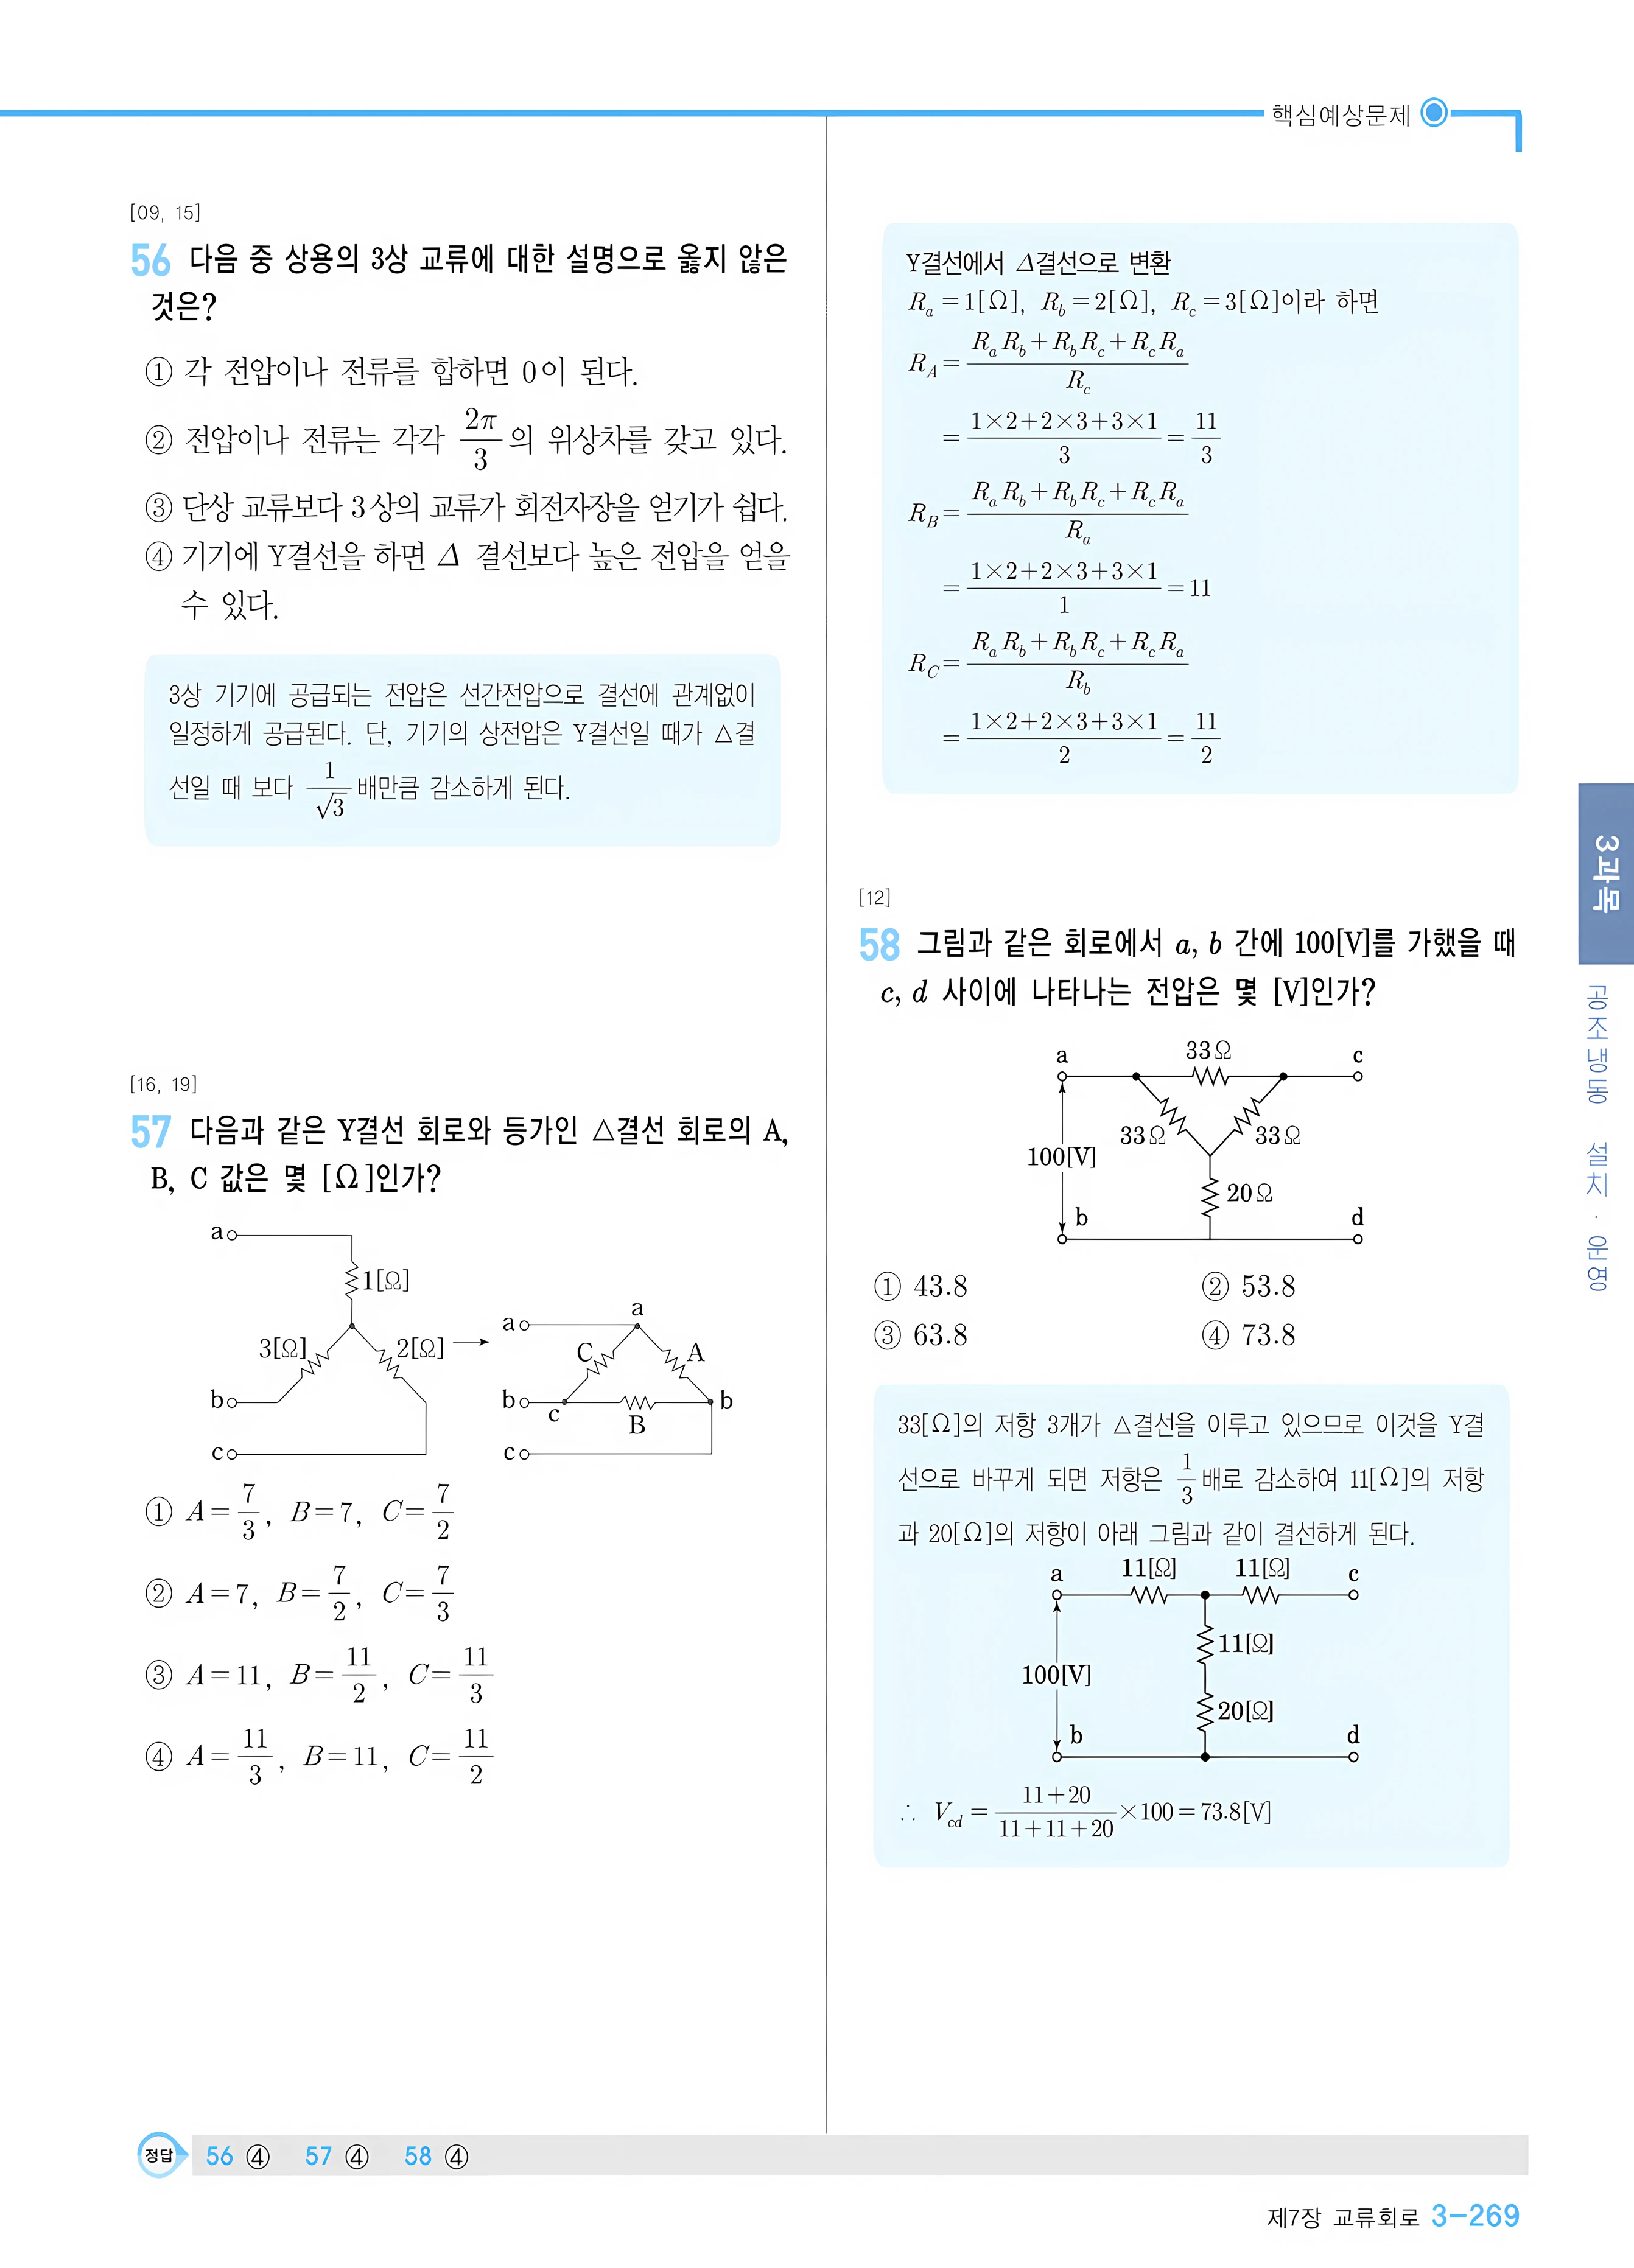 핵심예상문제
[09, 15]
56 다음 중 상용의 3상 교류에 대한 설명으로 옳지 않은
것은?
① 각 전압이나 전류를 합하면 0이 된다.
② 전압이나 전류는 각각 2π/3의 위상차를 갖고 있다.
③ 단상 교류보다 3상의 교류가 회전자장을 얻기가 쉽다.
④ 기기에 Y결선을 하면 Δ 결선보다 높은 전압을 얻을
수 있다.
3상 기기에 공급되는 전압은 선간전압으로 결선에 관계없이
일정하게 공급된다. 단, 기기의 상전압은 Y결선일 때가 △결
선일 때 보다 1/√3 배만큼 감소하게 된다.
[16, 19]
57 다음과 같은 Y결선 회로와 등가인 △결선 회로의 A,
B, C 값은 몇 [Ω]인가?
a
1[Ω]
3[Ω]
2[Ω]
b
c
a
a
C
A
b
c
B
b
c
① A=7/3, B=7, C=7/2
② A=7, B=7/2, C=7/3
③ A=11, B=11/2, C=11/3
④ A=11/3, B=11, C=11/2
Y결선에서 Δ결선으로 변환
Ra=1[Ω], Rb=2[Ω], Rc=3[Ω]이라 하면
RA=(RaRb+RbRc+RcRa)/Rc
=(1×2+2×3+3×1)/3=11/3
RB=(RaRb+RbRc+RcRa)/Ra
=(1×2+2×3+3×1)/1=11
RC=(RaRb+RbRc+RcRa)/Rb
=(1×2+2×3+3×1)/2=11/2
[12]
58 그림과 같은 회로에서 a, b 간에 100[V]를 가했을 때
c, d 사이에 나타나는 전압은 몇 [V]인가?
a
33Ω
c
33Ω
33Ω
100[V]
20Ω
b
d
① 43.8
② 53.8
③ 63.8
④ 73.8
33[Ω]의 저항 3개가 △결선을 이루고 있으므로 이것을 Y결
선으로 바꾸게 되면 저항은 1/3배로 감소하여 11[Ω]의 저항
과 20[Ω]의 저항이 아래 그림과 같이 결선하게 된다.
a
11[Ω]
11[Ω]
c
11[Ω]
100[V]
20[Ω]
b
d
∴ Vcd=(11+20)/(11+11+20)×100=73.8[V]
3과목
공조냉동 설치·운영
정답 56 ④ 57 ④ 58 ④
제7장 교류회로 3-269